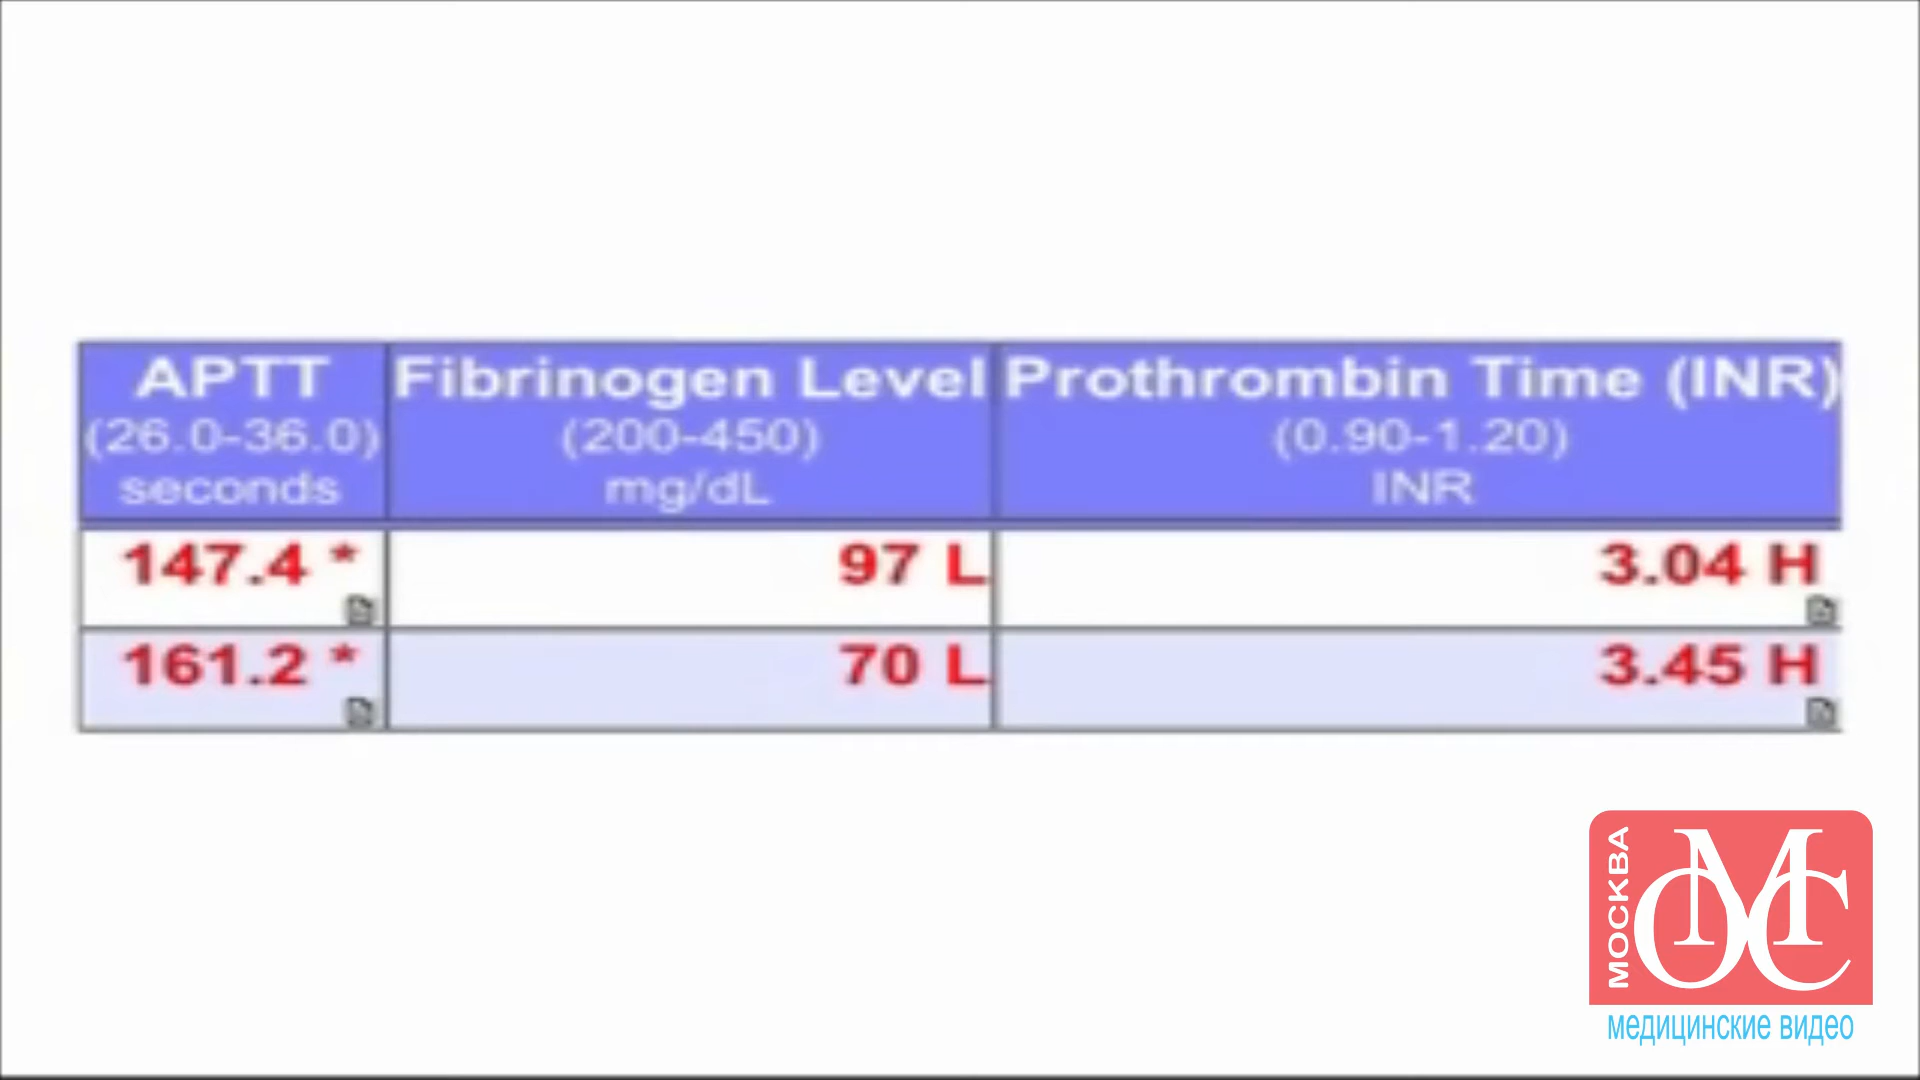 APTT Fibrinogen Level Prothrombin Time (INR)
(26.0-36.0) (200-450) (0.90-1.20)
seconds mg/dL INR
147.4 * 97 L 3.04 H
161.2 * 70 L 3.45 H
МОСКВА
ОМС
медицинские видео